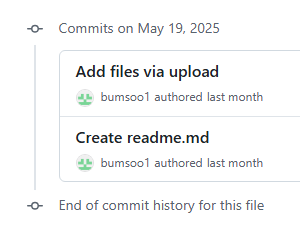 Commits on May 19, 2025
Add files via upload
bumsoo1 authored last month
Create readme.md
bumsoo1 authored last month
End of commit history for this file